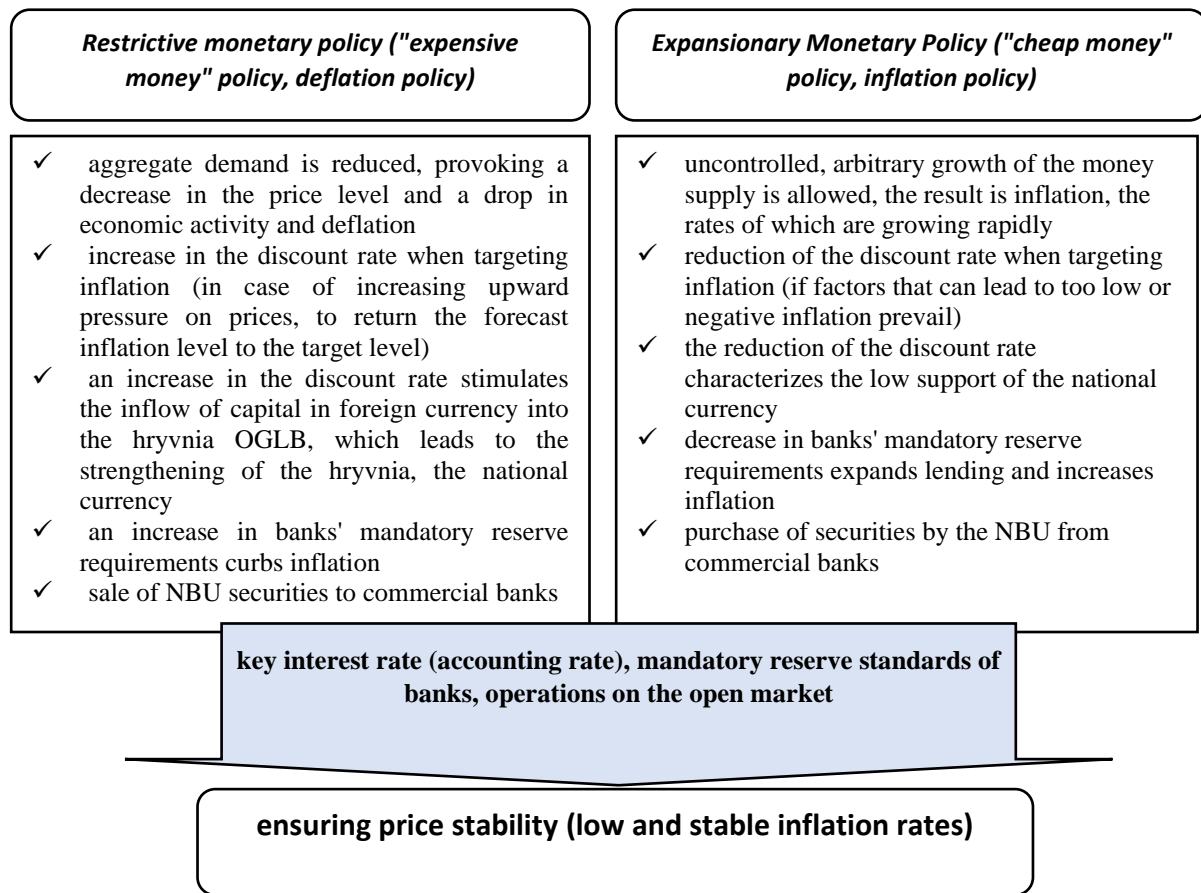 Restrictive monetary policy ("expensive
money" policy, deflation policy)
Expansionary Monetary Policy ("cheap money"
policy, inflation policy)
✓ aggregate demand is reduced, provoking a
decrease in the price level and a drop in
economic activity and deflation
✓ increase in the discount rate when targeting
inflation (in case of increasing upward
pressure on prices, to return the forecast
inflation level to the target level)
✓ an increase in the discount rate stimulates
the inflow of capital in foreign currency into
the hryvnia OGLB, which leads to the
strengthening of the hryvnia, the national
currency
✓ an increase in banks' mandatory reserve
requirements curbs inflation
✓ sale of NBU securities to commercial banks
✓ uncontrolled, arbitrary growth of the money
supply is allowed, the result is inflation, the
rates of which are growing rapidly
✓ reduction of the discount rate when targeting
inflation (if factors that can lead to too low or
negative inflation prevail)
✓ the reduction of the discount rate
characterizes the low support of the national
currency
✓ decrease in banks' mandatory reserve
requirements expands lending and increases
inflation
✓ purchase of securities by the NBU from
commercial banks
key interest rate (accounting rate), mandatory reserve standards of
banks, operations on the open market
ensuring price stability (low and stable inflation rates)